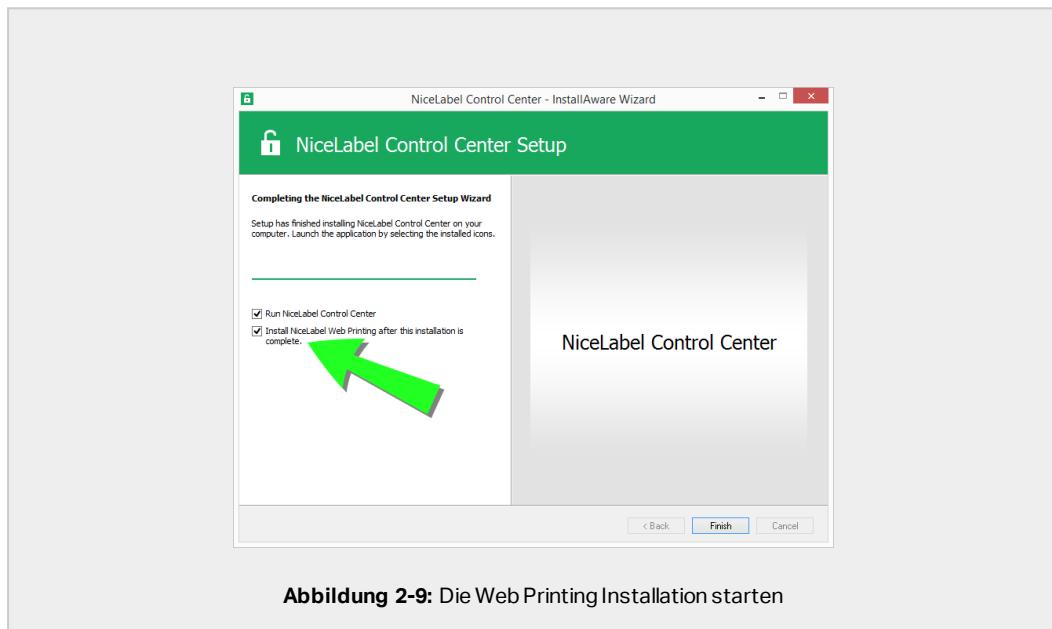 NiceLabel Control Center - InstallAware Wizard
NiceLabel Control Center Setup
Completing the NiceLabel Control Center Setup Wizard
Setup has finished installing NiceLabel Control Center on your
computer. Launch the application by selecting the installed icons.
Run NiceLabel Control Center
Install NiceLabel Web Printing after this installation is
complete.
NiceLabel Control Center
< Back
Finish
Cancel
Abbildung 2-9: Die Web Printing Installation starten